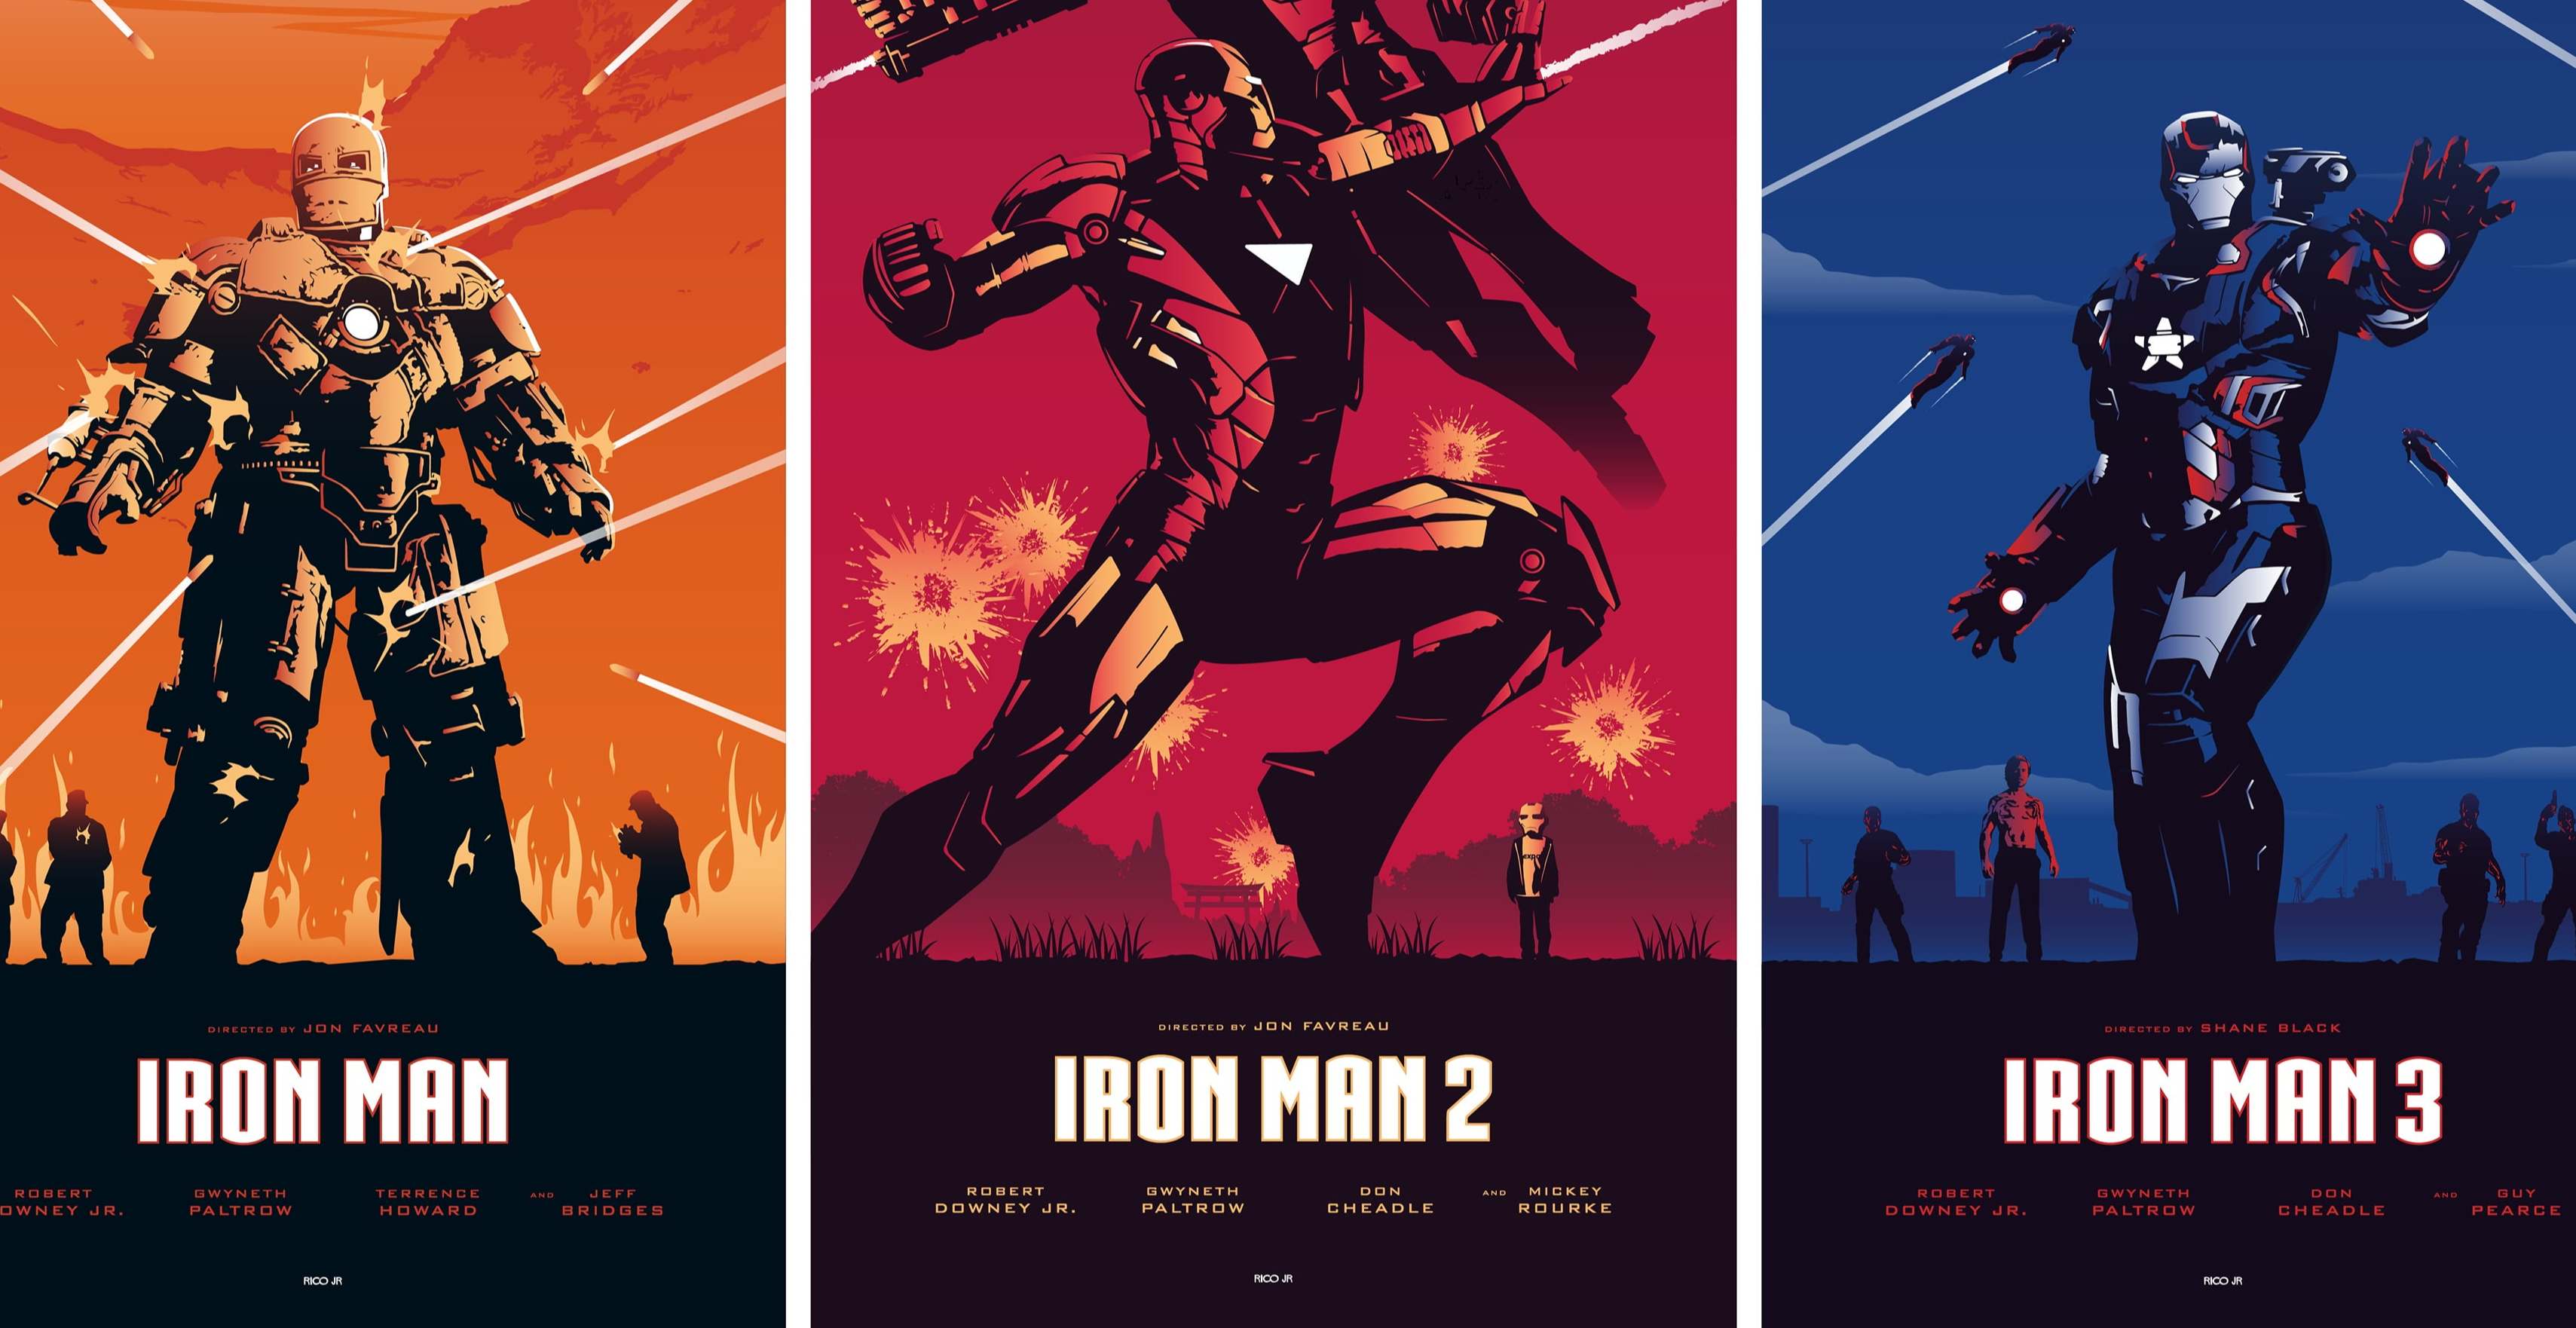 DIRECTED BY JON FAVREAU
IRON MAN
ROBERT
OWNEY JR.
GWYNETH
PALTROW
TERRENCE
HOWARD
AND
JEFF
BRIDGES
RICO JR
EXPO
DIRECTED BY JON FAVREAU
IRON MAN 2
ROBERT
DOWNEY JR.
GWYNETH
PALTROW
DON
CHEADLE
AND
MICKEY
ROURKE
RICO JR
DIRECTED BY SHANE BLACK
IRON MAN 3
ROBERT
DOWNEY JR.
GWYNETH
PALTROW
DON
CHEADLE
AND
GUY
PEARCE
RICO JR